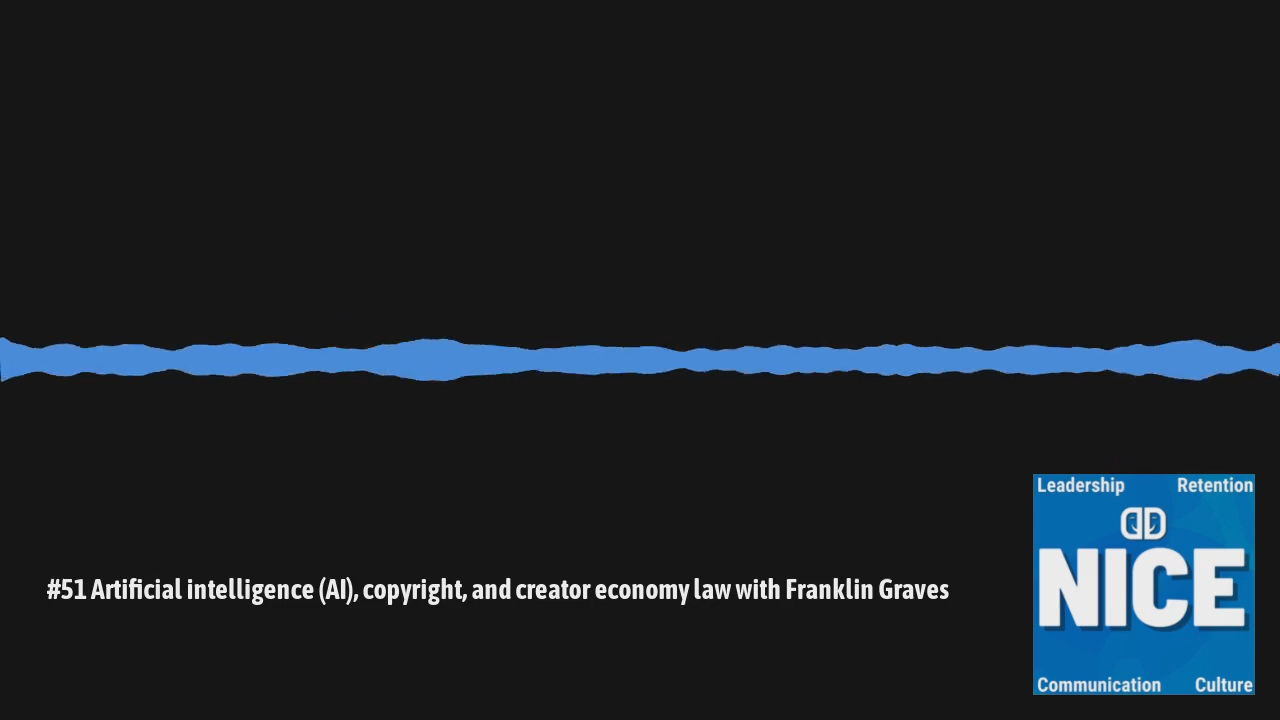 Leadership Retention
NICE
#51 Artificial intelligence (AI), copyright, and creator economy law with Franklin Graves
Communication Culture